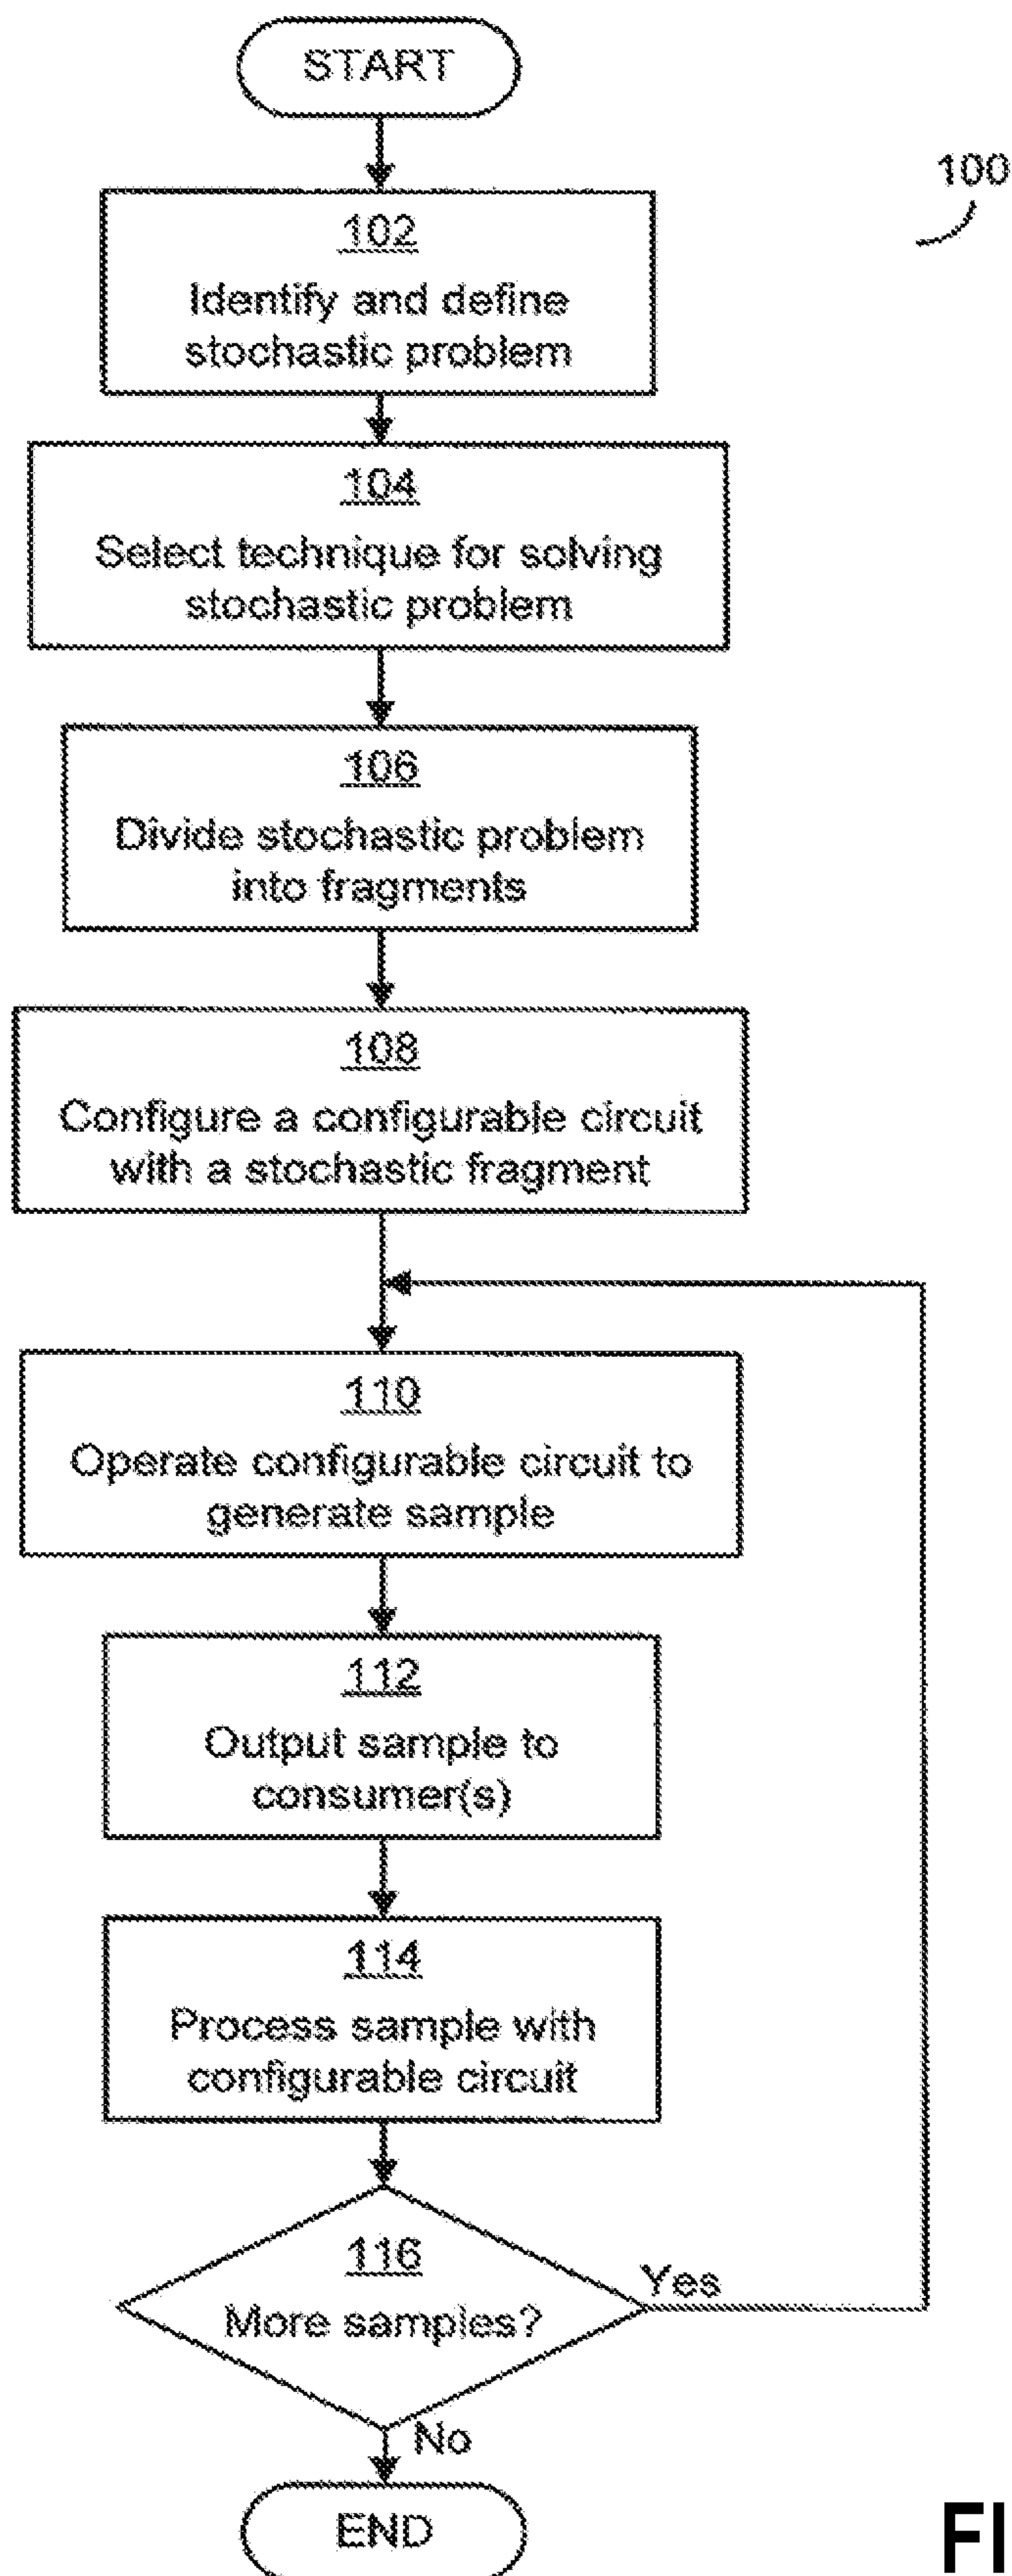 START
100
102
Identify and define
stochastic problem
104
Select technique for solving
stochastic problem
106
Divide stochastic problem
into fragments
108
Configure a configurable circuit
with a stochastic fragment
110
Operate configurable circuit to
generate sample
112
Output sample to
consumer(s)
114
Process sample with
configurable circuit
116
More samples?
Yes
No
END
FI